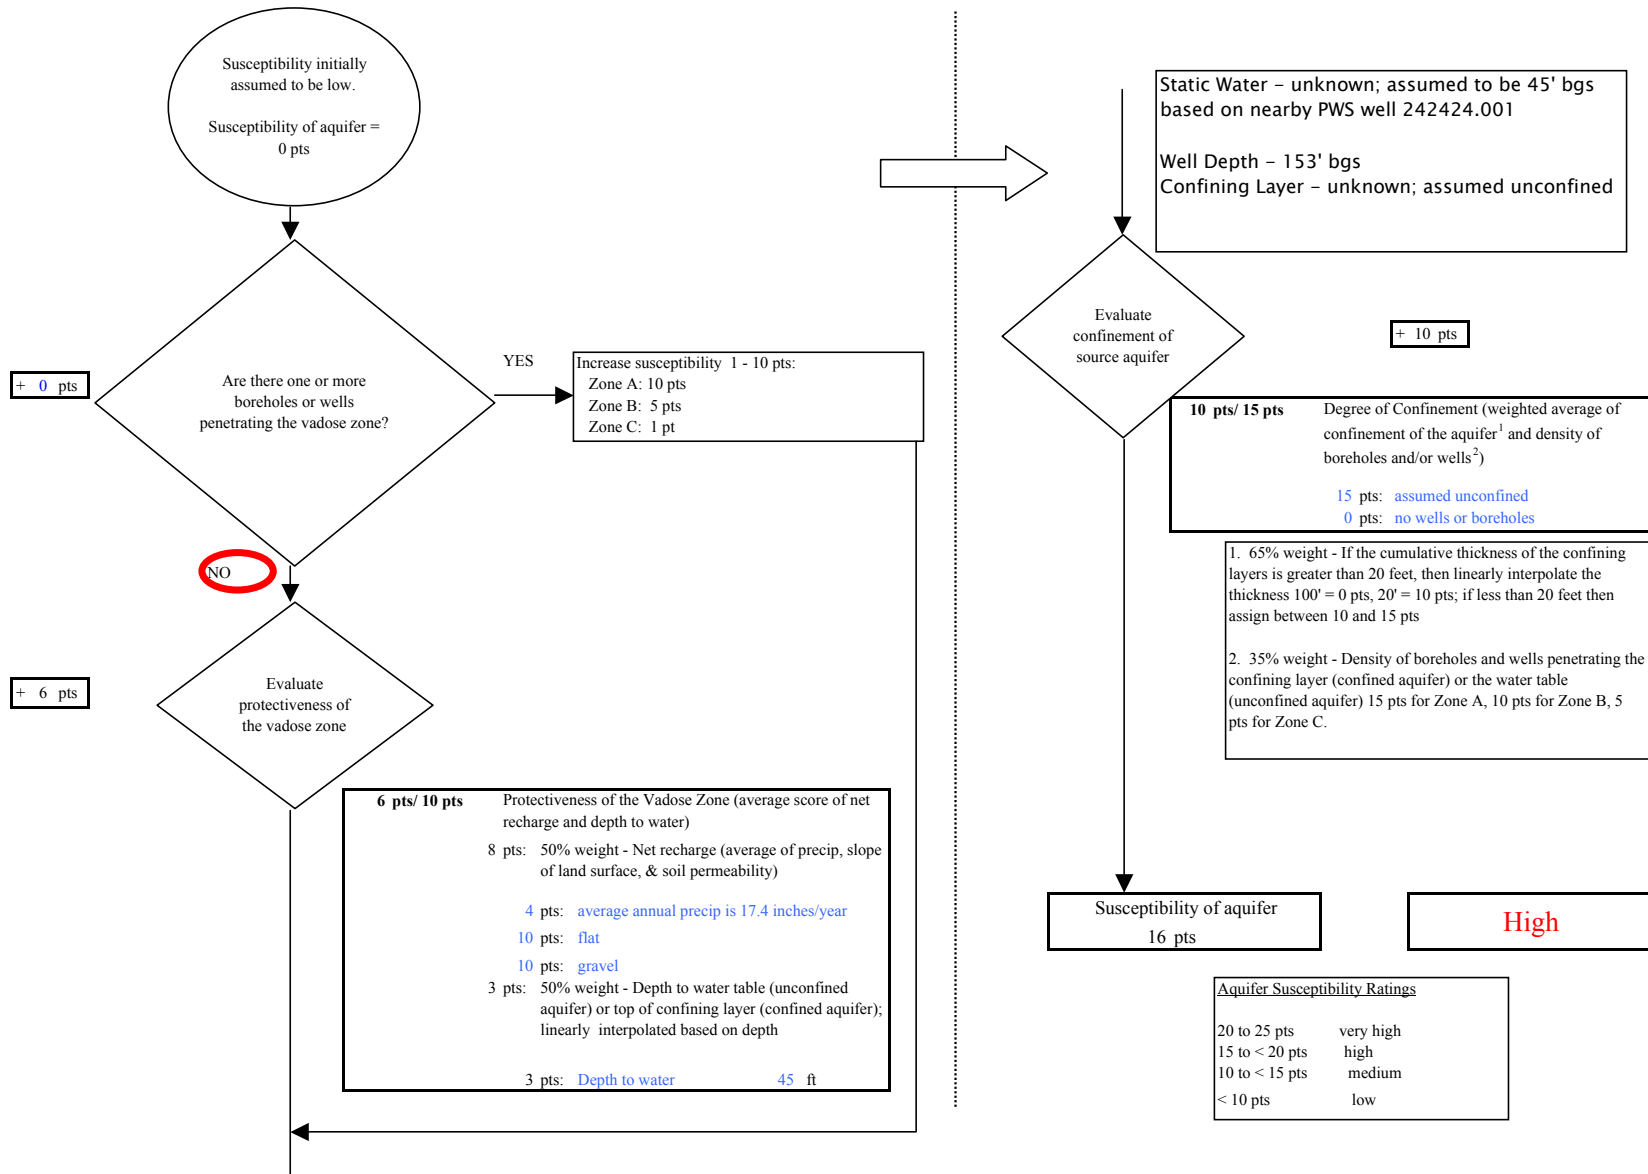 Susceptibility initially
assumed to be low.
Susceptibility of aquifer =
0 pts
+ 0 pts
Are there one or more
boreholes or wells
penetrating the vadose zone?
YES
Increase susceptibility 1 - 10 pts:
Zone A: 10 pts
Zone B: 5 pts
Zone C: 1 pt
NO
+ 6 pts
Evaluate
protectiveness of
the vadose zone
6 pts/ 10 pts Protectiveness of the Vadose Zone (average score of net
recharge and depth to water)
8 pts: 50% weight - Net recharge (average of precip, slope
of land surface, & soil permeability)
4 pts: average annual precip is 17.4 inches/year
10 pts: flat
10 pts: gravel
3 pts: 50% weight - Depth to water table (unconfined
aquifer) or top of confining layer (confined aquifer);
linearly interpolated based on depth
3 pts: Depth to water 45 ft
Static Water – unknown; assumed to be 45' bgs
based on nearby PWS well 242424.001
Well Depth – 153' bgs
Confining Layer – unknown; assumed unconfined
Evaluate
confinement of
source aquifer
+ 10 pts
10 pts/ 15 pts Degree of Confinement (weighted average of
confinement of the aquifer1 and density of
boreholes and/or wells2)
15 pts: assumed unconfined
0 pts: no wells or boreholes
1. 65% weight - If the cumulative thickness of the confining
layers is greater than 20 feet, then linearly interpolate the
thickness 100' = 0 pts, 20' = 10 pts; if less than 20 feet then
assign between 10 and 15 pts
2. 35% weight - Density of boreholes and wells penetrating the
confining layer (confined aquifer) or the water table
(unconfined aquifer) 15 pts for Zone A, 10 pts for Zone B, 5
pts for Zone C.
Susceptibility of aquifer
16 pts
High
Aquifer Susceptibility Ratings
20 to 25 pts very high
15 to < 20 pts high
10 to < 15 pts medium
< 10 pts low